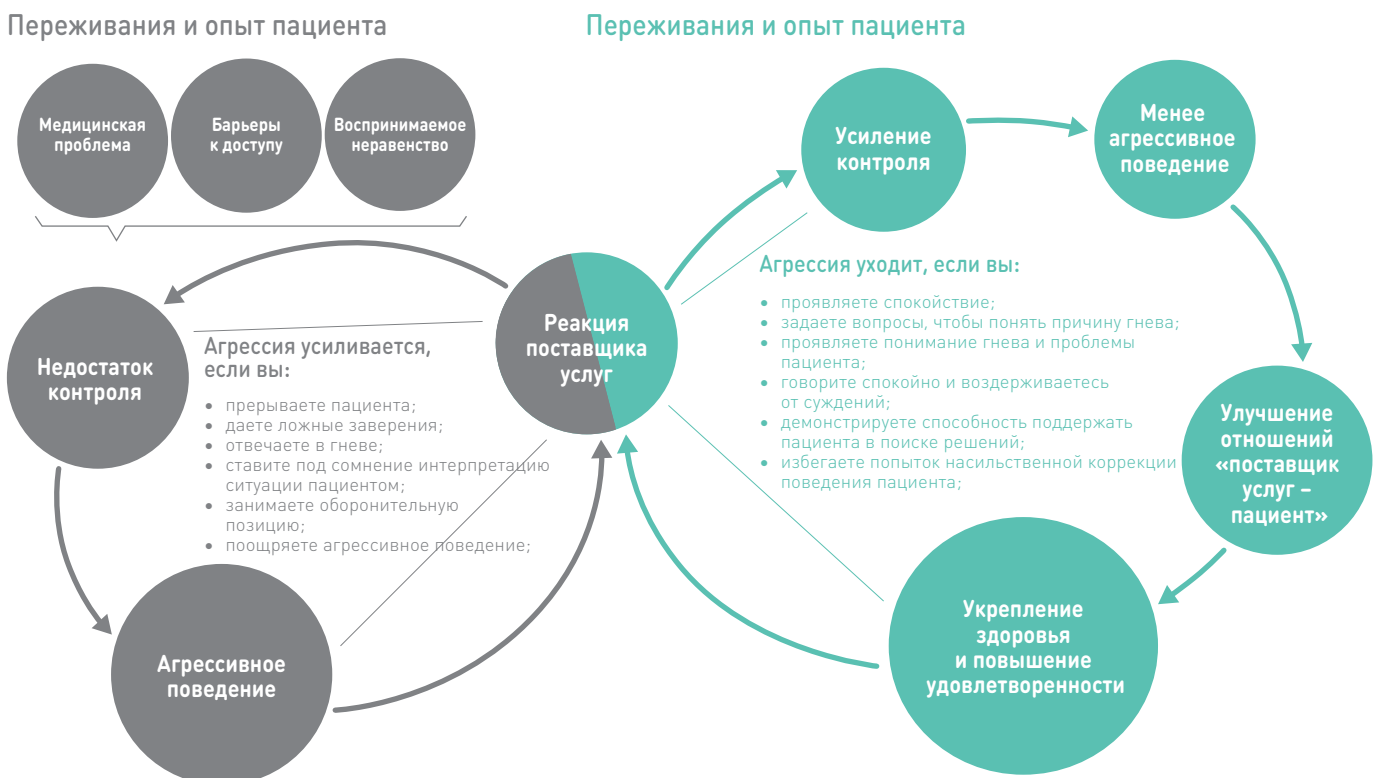 Переживания и опыт пациента
Медицинская
проблема
Барьеры
к доступу
Воспринимаемое
неравенство
Недостаток
контроля
Агрессия усиливается,
если вы:
• прерываете пациента;
• даете ложные заверения;
• отвечаете в гневе;
• ставите под сомнение интерпретацию
ситуации пациентом;
• занимаете оборонительную
позицию;
• поощряете агрессивное поведение;
Агрессивное
поведение
Реакция
поставщика
услуг
Переживания и опыт пациента
Усиление
контроля
Менее
агрессивное
поведение
Агрессия уходит, если вы:
• проявляете спокойствие;
• задаете вопросы, чтобы понять причину гнева;
• проявляете понимание гнева и проблемы
пациента;
• говорите спокойно и воздерживаетесь
от суждений;
• демонстрируете способность поддержать
пациента в поиске решений;
• избегаете попыток насильственной коррекции
поведения пациента;
Улучшение
отношений
«поставщик
услуг –
пациент»
Укрепление
здоровья
и повышение
удовлетворенности